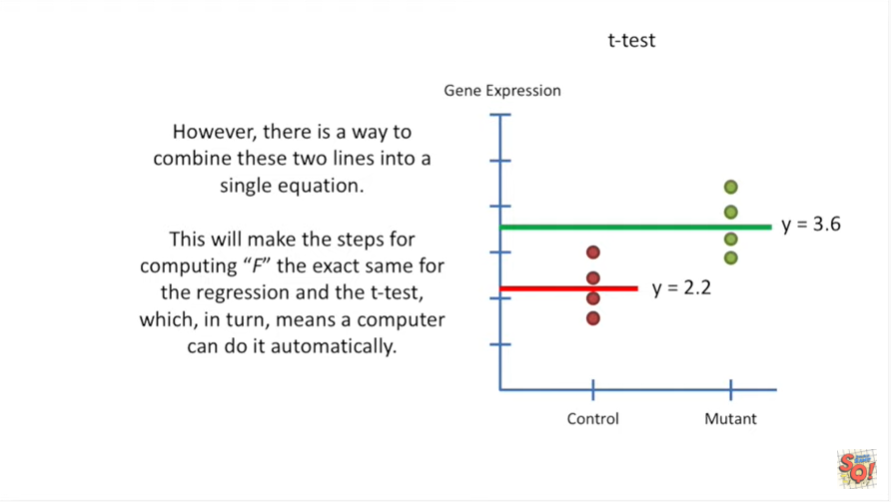 t-test
Gene Expression
However, there is a way to
combine these two lines into a
single equation.
This will make the steps for
computing “F” the exact same for
the regression and the t-test,
which, in turn, means a computer
can do it automatically.
y = 3.6
y = 2.2
Control
Mutant
SQ!